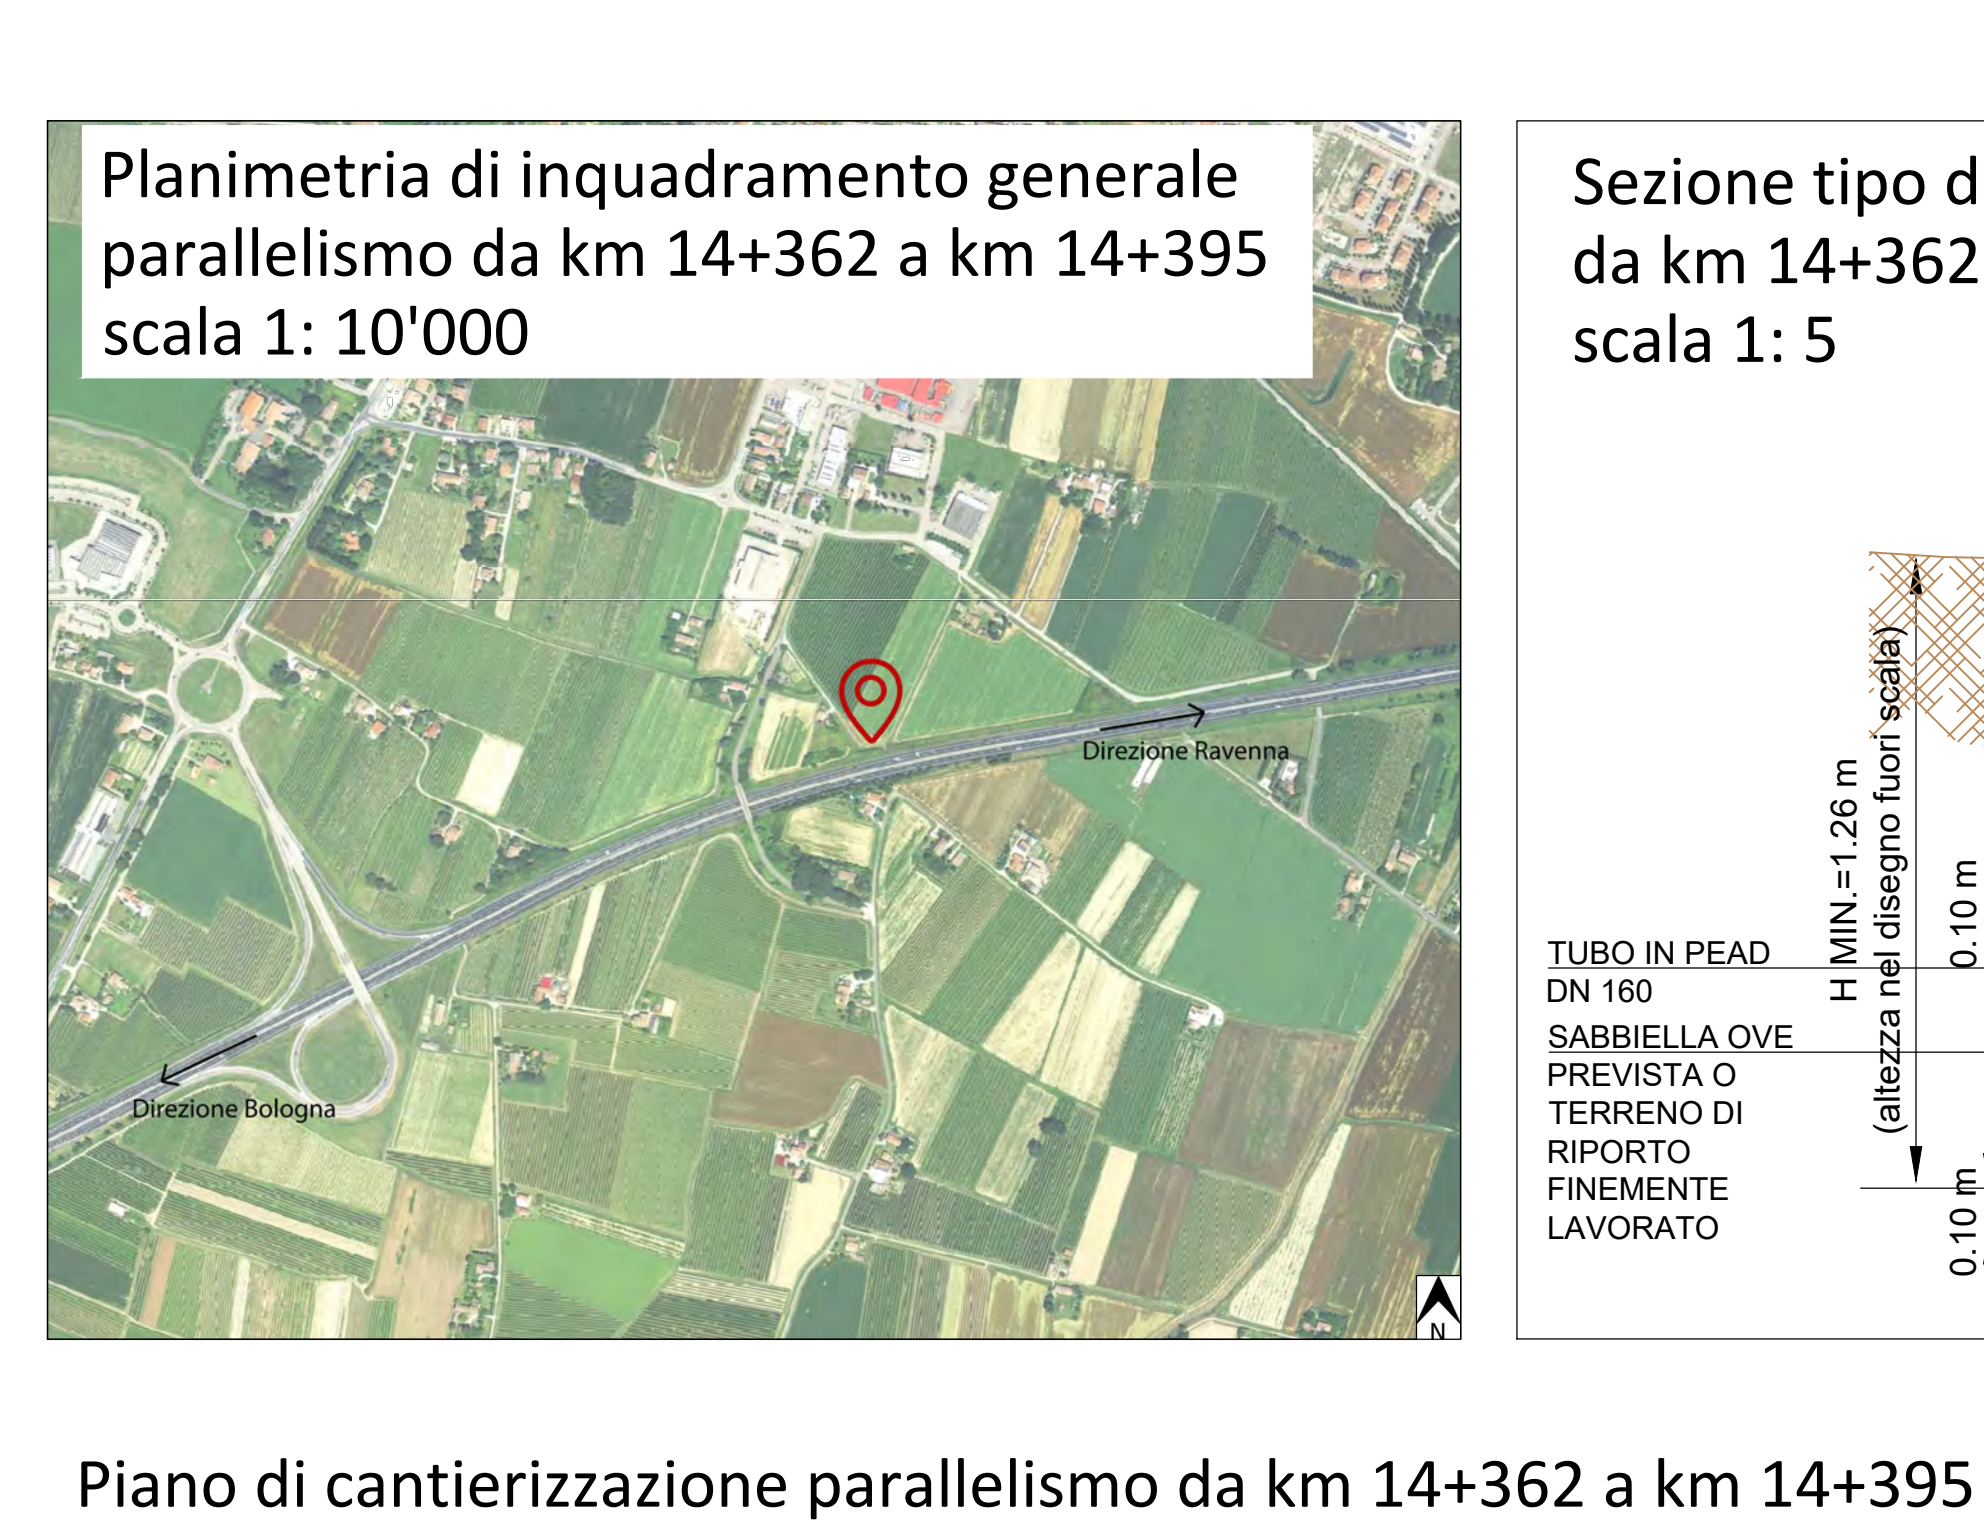 Planimetria di inquadramento generale
parallelismo da km 14+362 a km 14+395
scala 1: 10'000
Direzione Ravenna
Direzione Bologna
N
Sezione tipo d
da km 14+362
scala 1: 5
H MIN.=1.26 m
(altezza nel disegno fuori scala)
0.10 m
0.10 m
TUBO IN PEAD
DN 160
SABBIELLA OVE
PREVISTA O
TERRENO DI
RIPORTO
FINEMENTE
LAVORATO
Piano di cantierizzazione parallelismo da km 14+362 a km 14+395